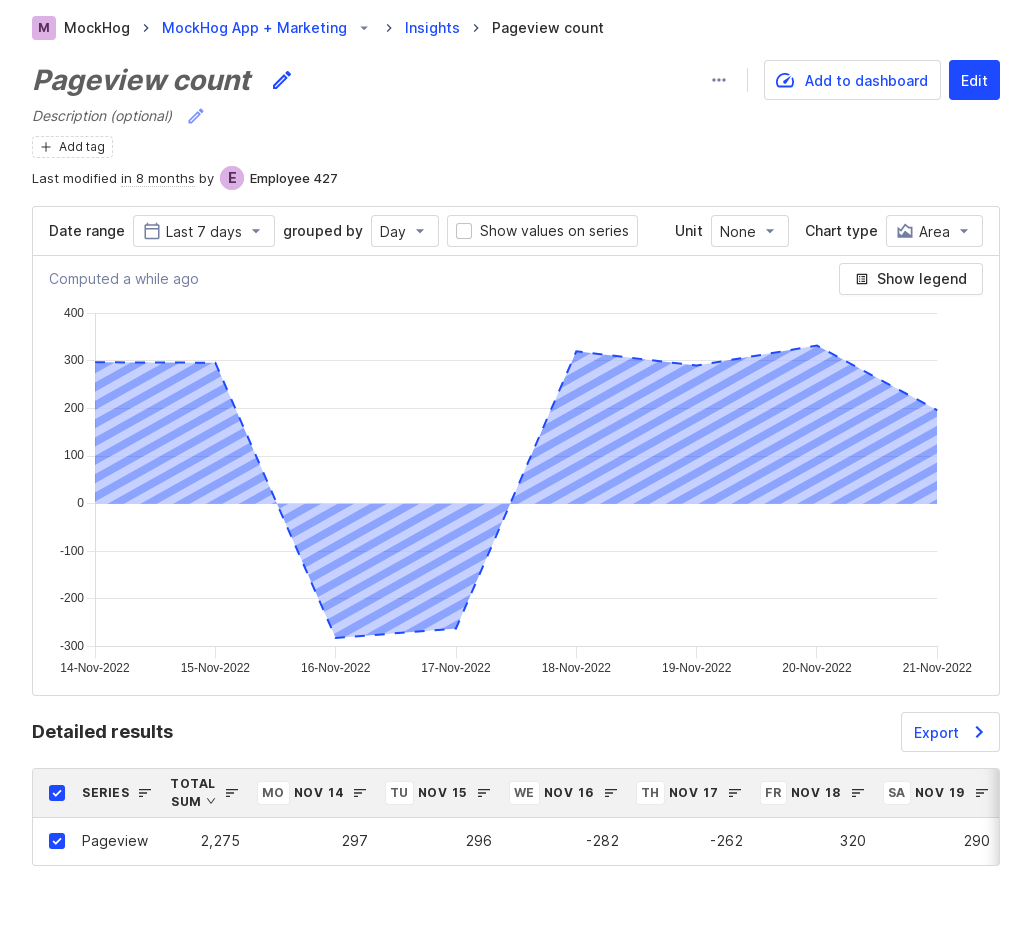 M MockHog MockHog App + Marketing Insights Pageview count
Pageview count
Add to dashboard Edit
Description (optional)
Add tag
Last modified in 8 months by E Employee 427
Date range Last 7 days grouped by Day Show values on series Unit None Chart type Area
Computed a while ago Show legend
400
300
200
100
0
-100
-200
-300
14-Nov-2022 15-Nov-2022 16-Nov-2022 17-Nov-2022 18-Nov-2022 19-Nov-2022 20-Nov-2022 21-Nov-2022
Detailed results Export
SERIES TOTAL SUM MO NOV 14 TU NOV 15 WE NOV 16 TH NOV 17 FR NOV 18 SA NOV 19
Pageview 2,275 297 296 -282 -262 320 290